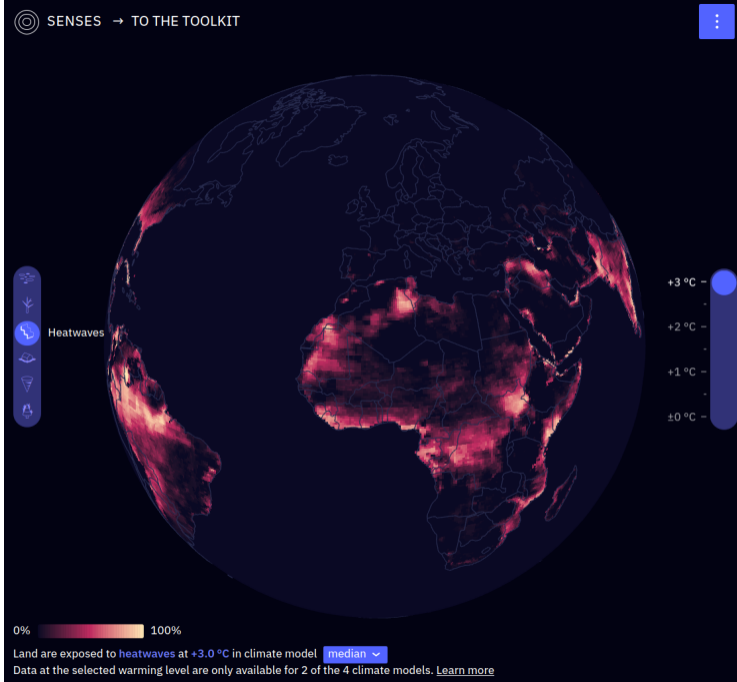 SENSES → TO THE TOOLKIT
Heatwaves
+3 °C
+2 °C
+1 °C
±0 °C
0% 100%
Land are exposed to heatwaves at +3.0 °C in climate model median
Data at the selected warming level are only available for 2 of the 4 climate models. Learn more